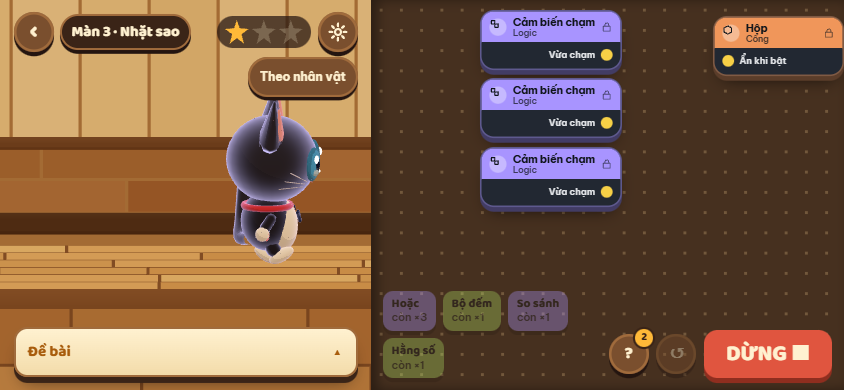 Màn 3 · Nhặt sao
Theo nhân vật
Đề bài
Cảm biến chạm
Logic
Vừa chạm
Cảm biến chạm
Logic
Vừa chạm
Cảm biến chạm
Logic
Vừa chạm
Hộp
Cổng
Ẩn khi bật
Hoặc
còn ×3
Bộ đếm
còn ×1
So sánh
còn ×1
Hằng số
còn ×1
?
2
DỪNG